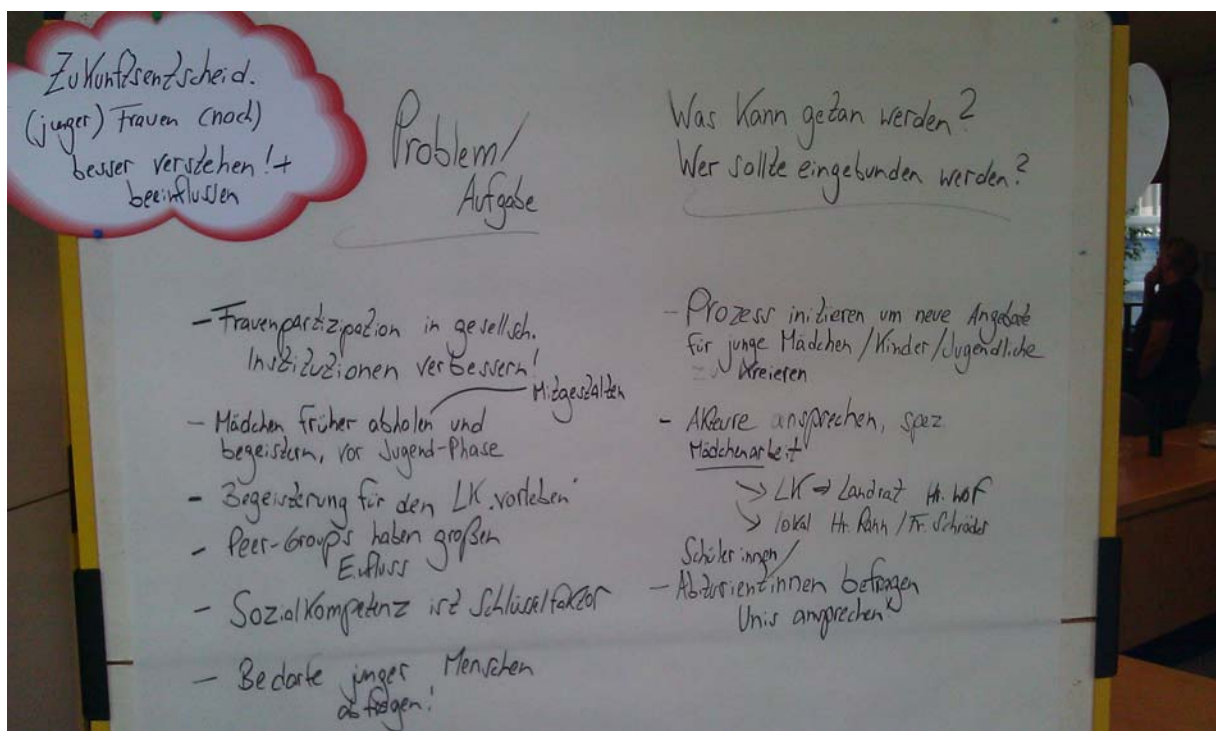 Zukunftsentscheid.
(junger) Frauen (noch)
besser verstehen! +
beeinflussen
Problem/
Aufgabe
- Frauenpartizipation in gesellsch.
Institutionen verbessern!
Mitgestalten
- Mädchen früher abholen und
begeistern, vor Jugend-Phase
- Begeisterung für den LK "vorleben"
- Peer-Group's haben großen
Einfluss
- Sozialkompetenz ist Schlüsselfaktor
- Bedarfe junger Menschen
abfragen!
Was kann getan werden?
Wer sollte eingebunden werden?
- Prozess initiieren um neue Angebote
für junge Mädchen/Kinder/Jugendliche
zu kreieren
- Akteure ansprechen, spez.
Mädchenarbeit
> LK → Landrat Hr.
> lokal Hr. / Fr. Schröder
Schüler innen/
- Abiturientinnen befragen
Unis ansprechen